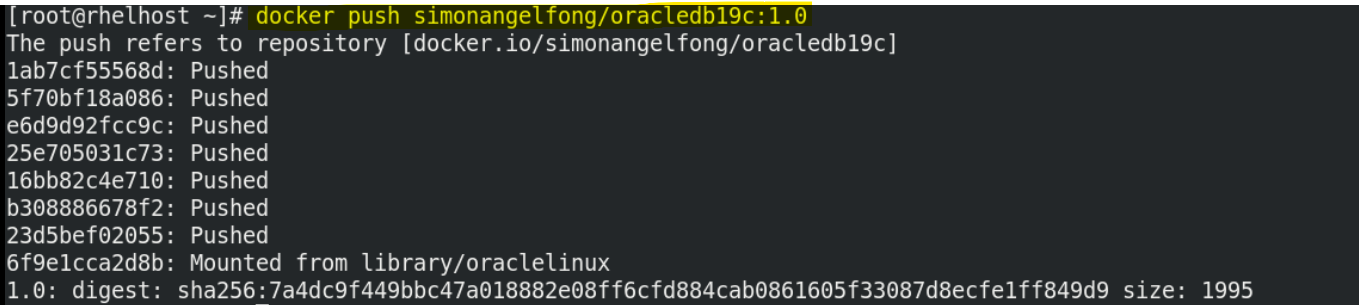 [root@rhelhost ~]# docker push simonangelfong/oracledb19c:1.0
The push refers to repository [docker.io/simonangelfong/oracledb19c]
1ab7cf55568d: Pushed
5f70bf18a086: Pushed
e6d9d92fcc9c: Pushed
25e705031c73: Pushed
16bb82c4e710: Pushed
b308886678f2: Pushed
23d5bef02055: Pushed
6f9e1cca2d8b: Mounted from library/oraclelinux
1.0: digest: sha256:7a4dc9f449bbc47a018882e08ff6cfd884cab0861605f33087d8ecfe1ff849d9 size: 1995